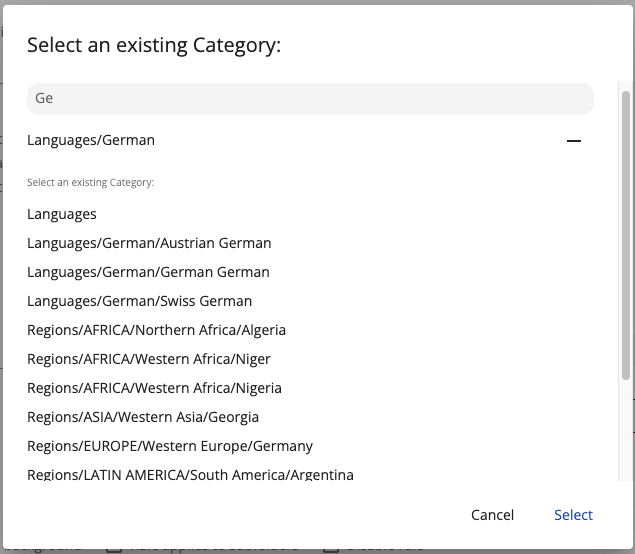 Select an existing Category:
Ge
Languages/German
Select an existing Category:
Languages
Languages/German/Austrian German
Languages/German/German German
Languages/German/Swiss German
Regions/AFRICA/Northern Africa/Algeria
Regions/AFRICA/Western Africa/Niger
Regions/AFRICA/Western Africa/Nigeria
Regions/ASIA/Western Asia/Georgia
Regions/EUROPE/Western Europe/Germany
Regions/LATIN AMERICA/South America/Argentina
Cancel Select